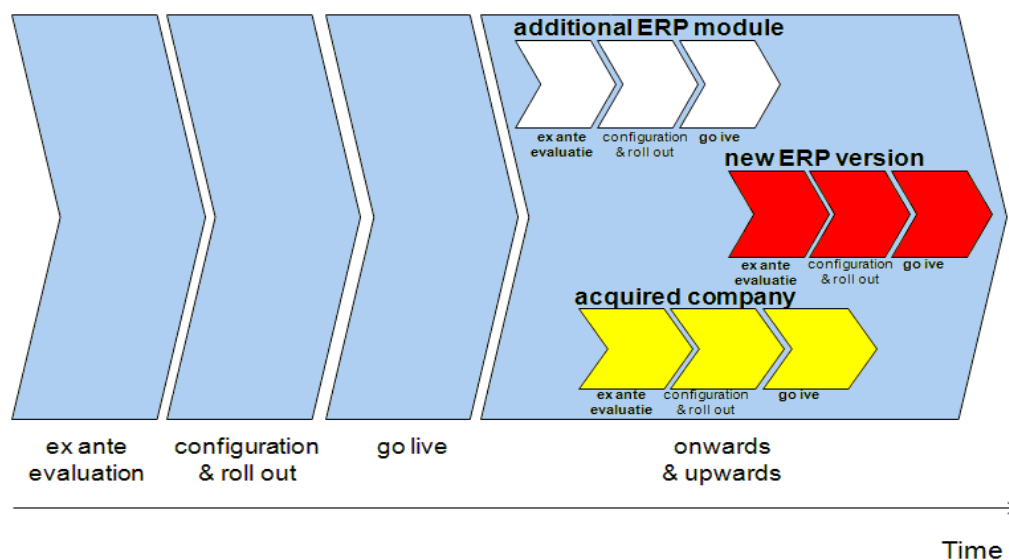 additional ERP module
ex ante
evaluatie
configuration
& roll out
go ive
new ERP version
ex ante
evaluatie
configuration
& roll out
go ive
acquired company
ex ante
evaluatie
configuration
& roll out
go ive
ex ante
evaluation
configuration
& roll out
go live
onwards
& upwards
Time